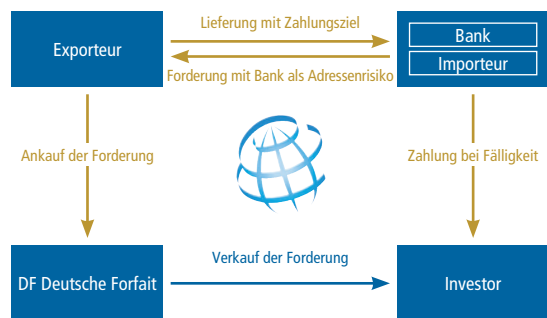 Lieferung mit Zahlungsziel
Exporteur
Bank
Importeur
Forderung mit Bank als Adressenrisiko
Ankauf der Forderung
Zahlung bei Fälligkeit
Verkauf der Forderung
DF Deutsche Forfait
Investor